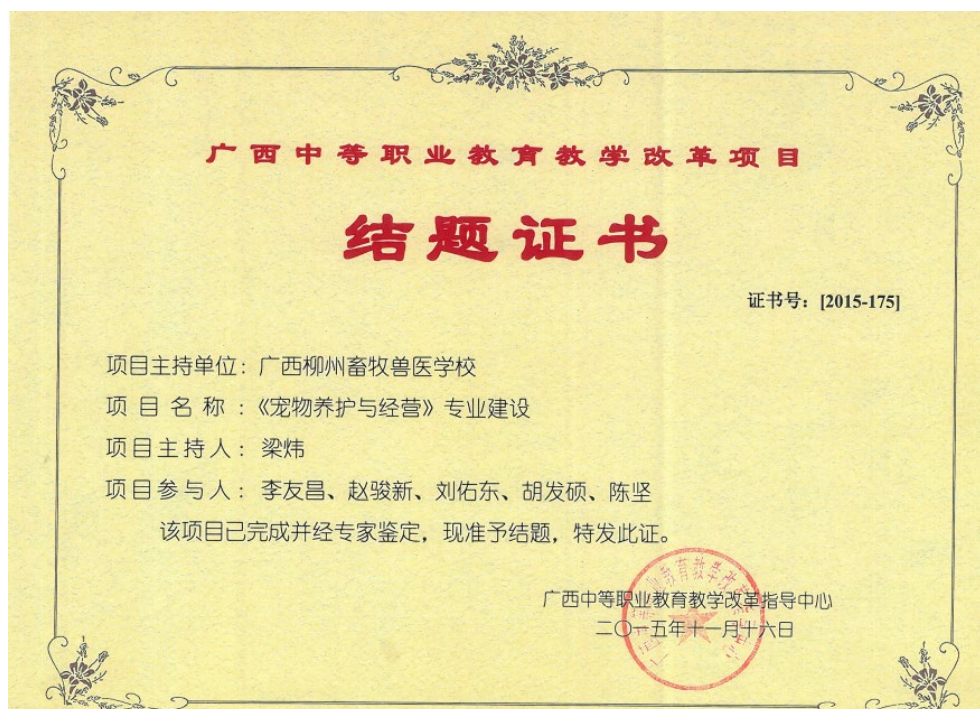 广西中等职业教育教学改革项目
结题证书
证书号：[2015-175]
项目主持单位：广西柳州畜牧兽医学校
项目名称：《宠物养护与经营》专业建设
项目主持人：梁炜
项目参与人：李友昌、赵骏新、刘佑东、胡发硕、陈坚
该项目已完成并经专家鉴定，现准予结题，特发此证。
广西中等职业教育教学改革指导中心
二〇一五年十一月十六日